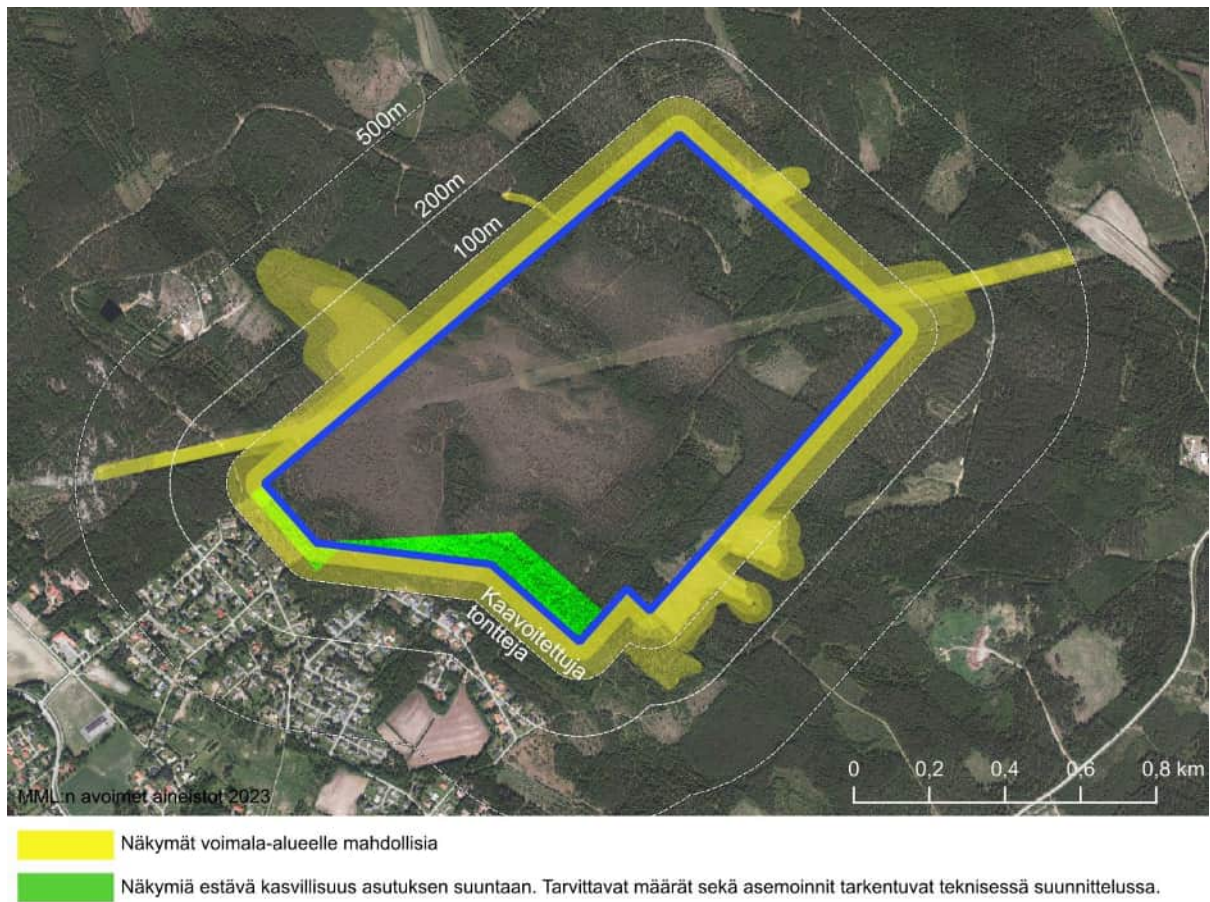 500m
200m
100m
Kaavoitettuja
tontteja
0 0,2 0,4 0,6 0,8 km
MML:n avoimet aineistot 2023
Näkymät voimala-alueelle mahdollisia
Näkymiä estävä kasvillisuus asutuksen suuntaan. Tarvittavat määrät sekä asemoinnit tarkentuvat teknisessä suunnittelussa.